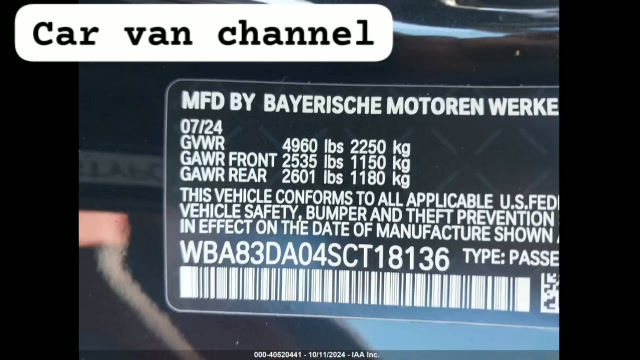 Car van channel
MFD BY BAYERISCHE MOTOREN WERKE
07/24
GVWR 4960 lbs 2250 kg
GAWR FRONT 2535 lbs 1150 kg
GAWR REAR 2601 lbs 1180 kg
THIS VEHICLE CONFORMS TO ALL APPLICABLE U.S.FED
VEHICLE SAFETY, BUMPER AND THEFT PREVENTION
IN EFFECT ON THE DATE OF MANUFACTURE SHOWN A
WBA83DA04SCT18136 TYPE: PASSE
000-40520441 - 10/11/2024 - IAA Inc.